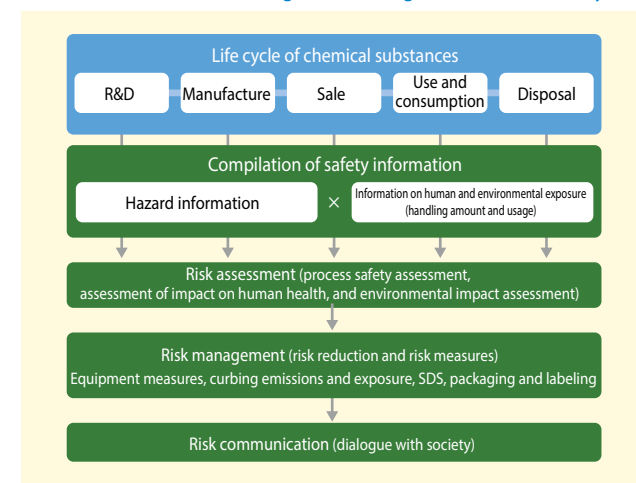 Life cycle of chemical substances
R&D
Manufacture
Sale
Use and
consumption
Disposal
Compilation of safety information
Hazard information
×
Information on human and environmental exposure
(handling amount and usage)
Risk assessment (process safety assessment,
assessment of impact on human health, and environmental impact assessment)
Risk management (risk reduction and risk measures)
Equipment measures, curbing emissions and exposure, SDS, packaging and labeling
Risk communication (dialogue with society)